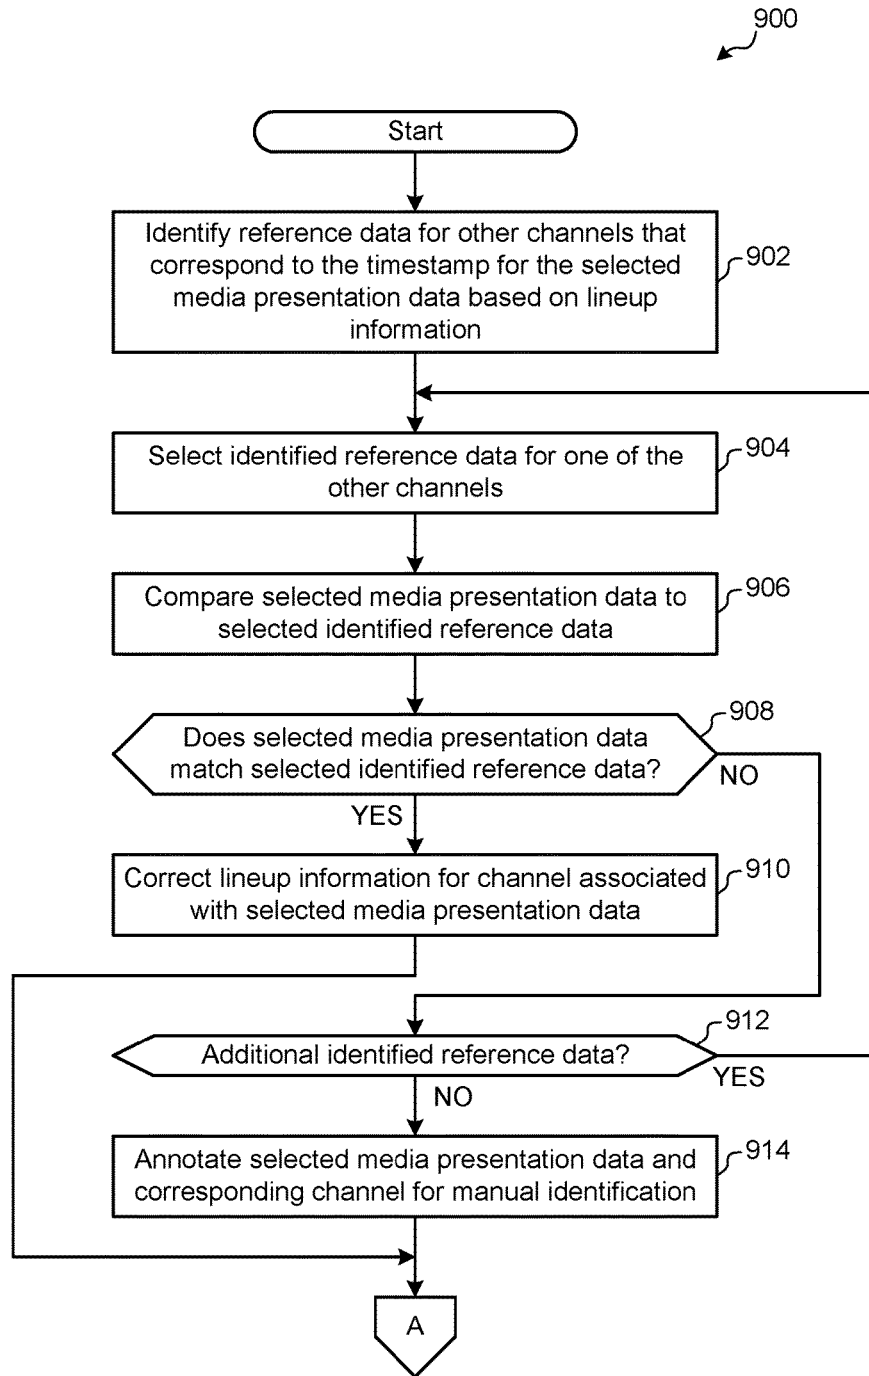 900
Start
Identify reference data for other channels that
correspond to the timestamp for the selected
media presentation data based on lineup
information
902
Select identified reference data for one of the
other channels
904
Compare selected media presentation data to
selected identified reference data
906
Does selected media presentation data
match selected identified reference data?
908
NO
YES
Correct lineup information for channel associated
with selected media presentation data
910
Additional identified reference data?
912
YES
NO
Annotate selected media presentation data and
corresponding channel for manual identification
914
A